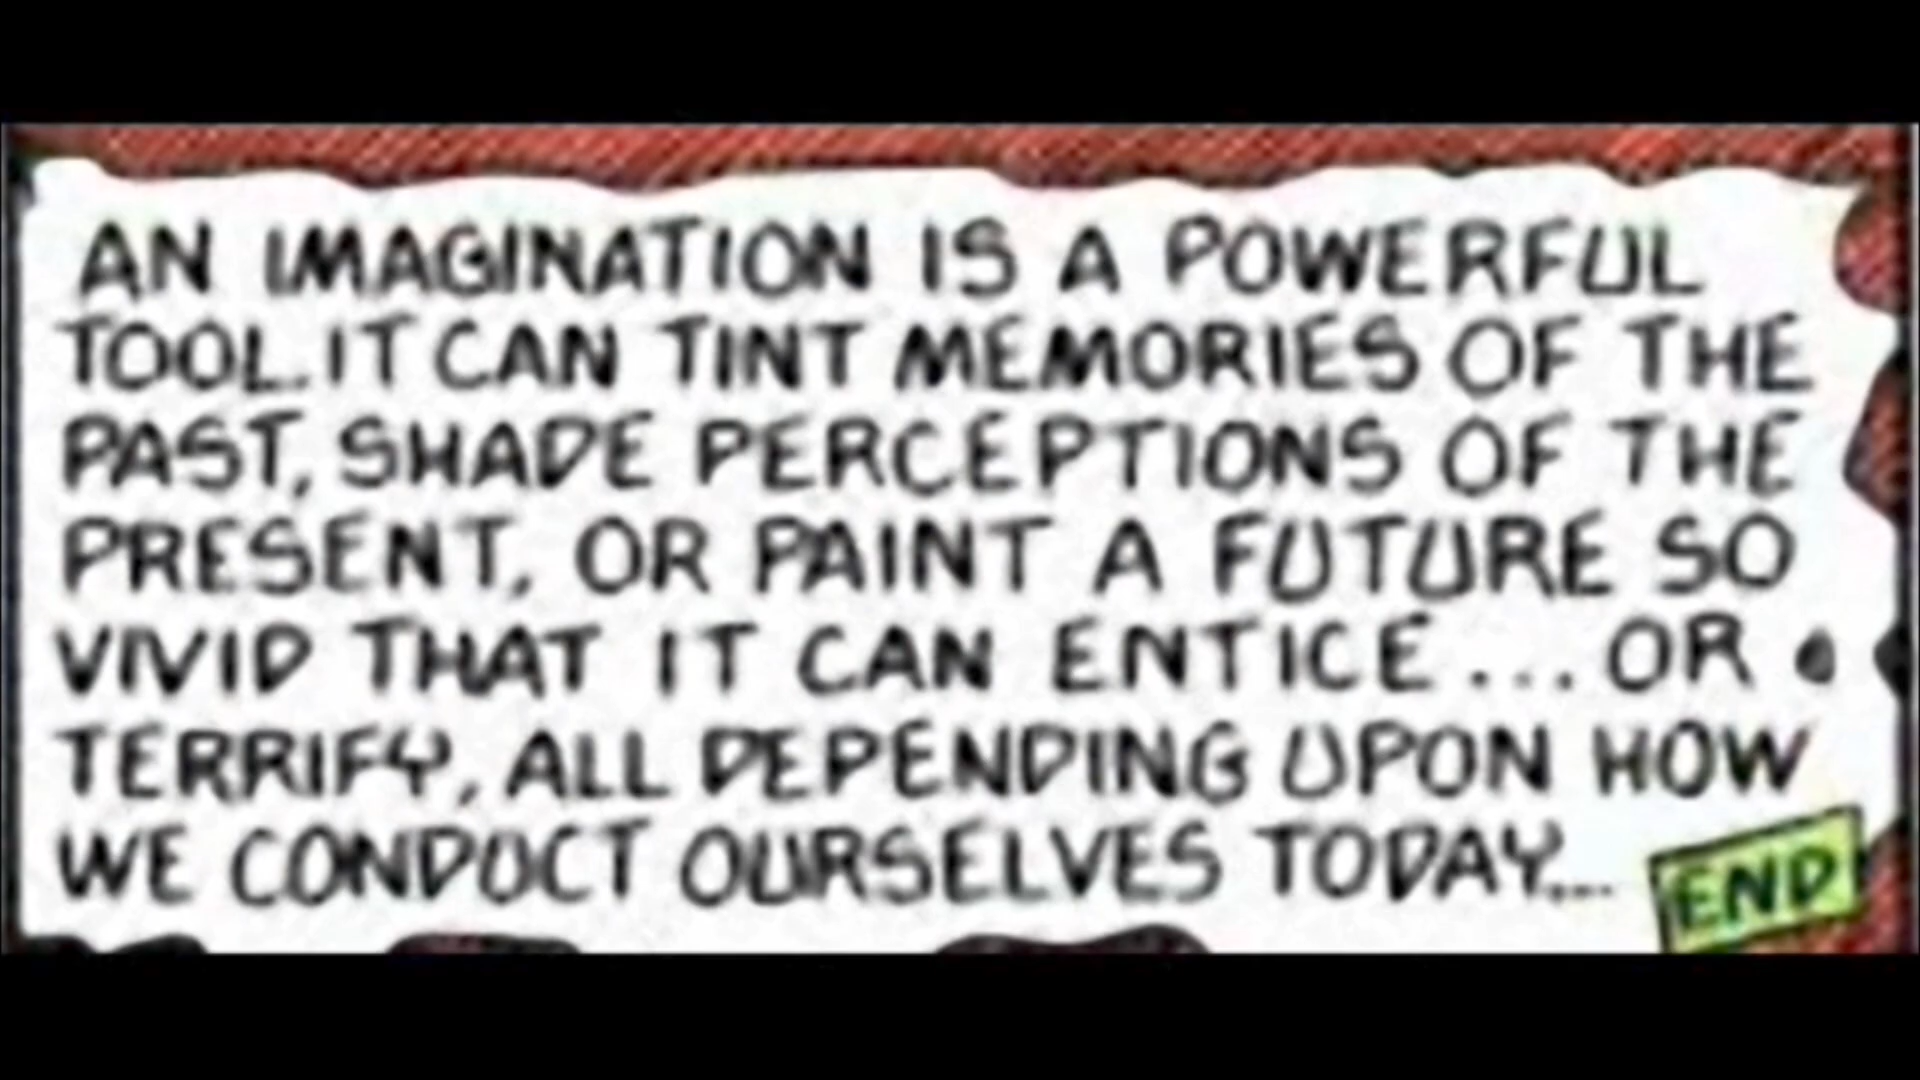 AN IMAGINATION IS A POWERFUL
TOOL. IT CAN TINT MEMORIES OF THE
PAST, SHADE PERCEPTIONS OF THE
PRESENT, OR PAINT A FUTURE SO
VIVID THAT IT CAN ENTICE... OR
TERRIFY, ALL DEPENDING UPON HOW
WE CONDUCT OURSELVES TODAY...
END